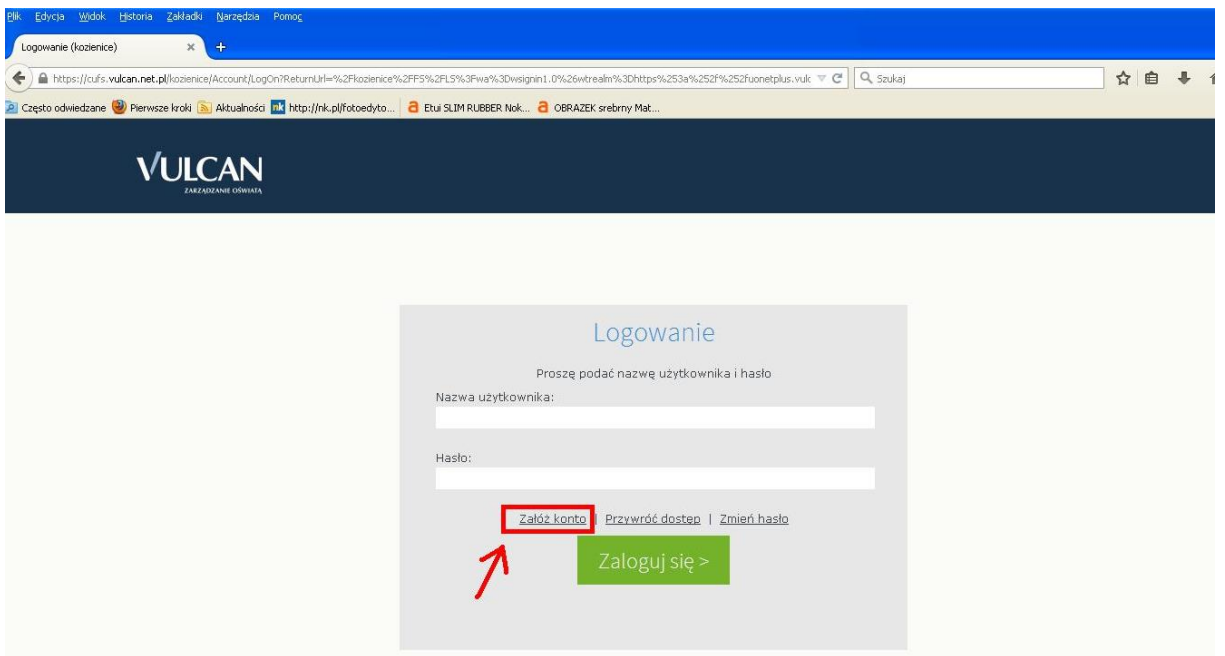 Plik Edycja Widok Historia Zakładki Narzędzia Pomoc
Logowanie (kozienice) × +
https://cufs.vulcan.net.pl/kozienice/Account/LogOn?ReturnUrl=%2Fkozienice%2FFS%2FLS%3Fwa%3Dwsignin1.0%26wtrealm%3Dhttps%253a%252f%252fuonetplus.vulc Szukaj
Często odwiedzane Pierwsze kroki Aktualności nk http://nk.pl/fotoedyto... a Etui SLIM RUBBER Nok... a OBRAZEK srebrny Mat...
VULCAN
ZARZĄDZANIE OŚWIATĄ
Logowanie
Proszę podać nazwę użytkownika i hasło
Nazwa użytkownika:
Hasło:
Załóż konto | Przywróć dostęp | Zmień hasło
Zaloguj się >